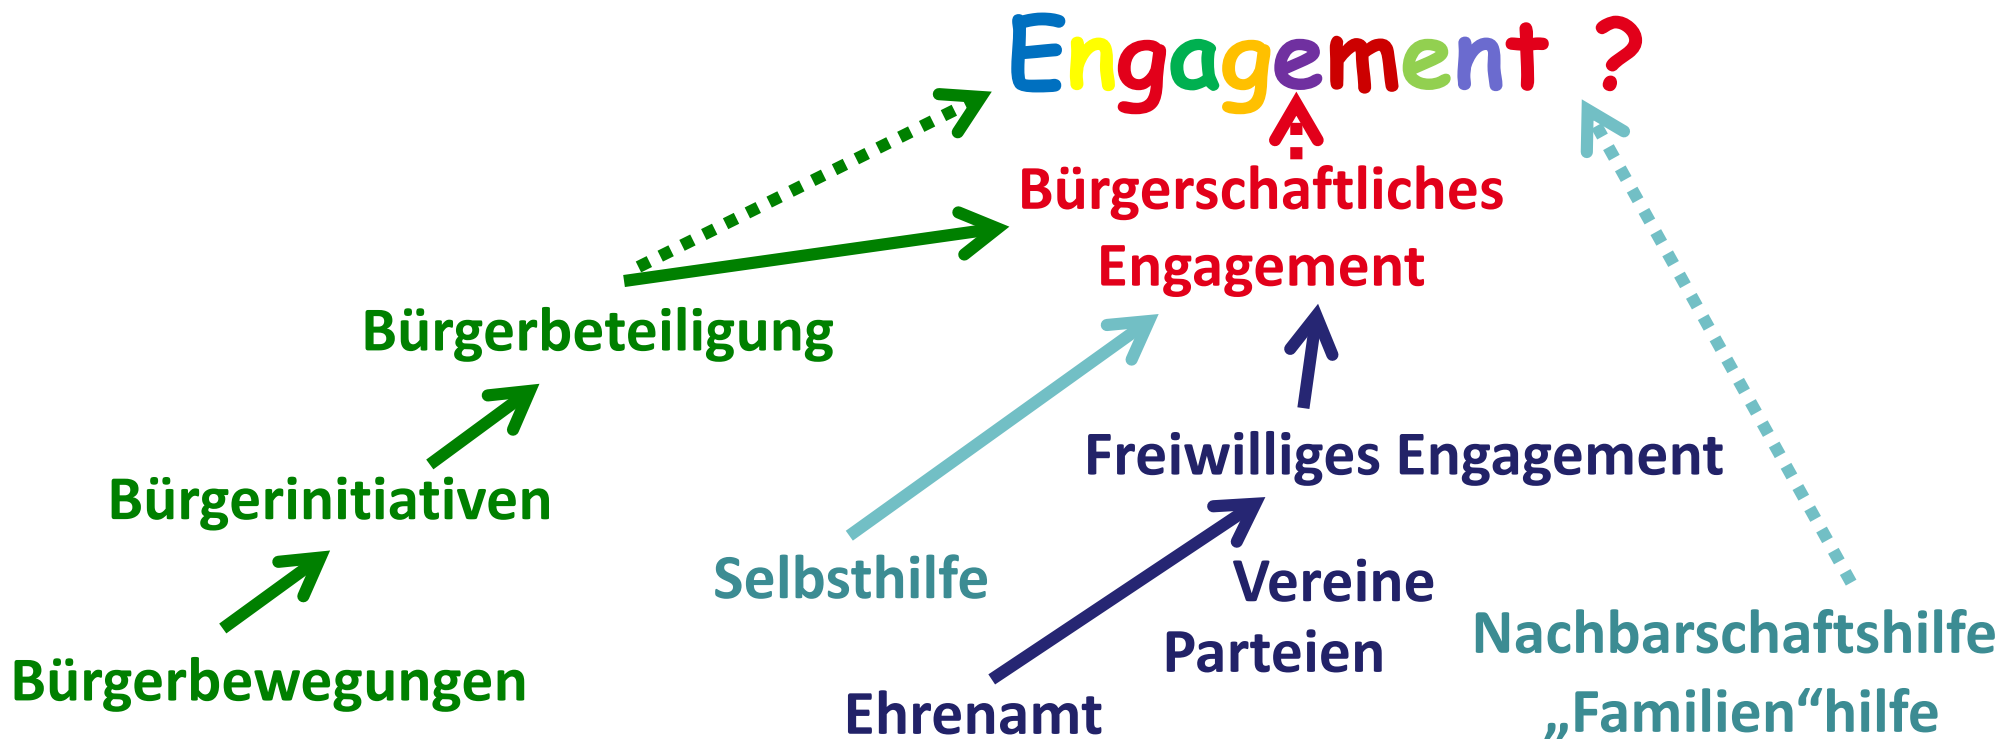 Engagement ?
Bürgerschaftliches
Engagement
Bürgerbeteiligung
Freiwilliges Engagement
Bürgerinitiativen
Selbsthilfe
Vereine
Parteien
Nachbarschaftshilfe
„Familien“hilfe
Bürgerbewegungen
Ehrenamt